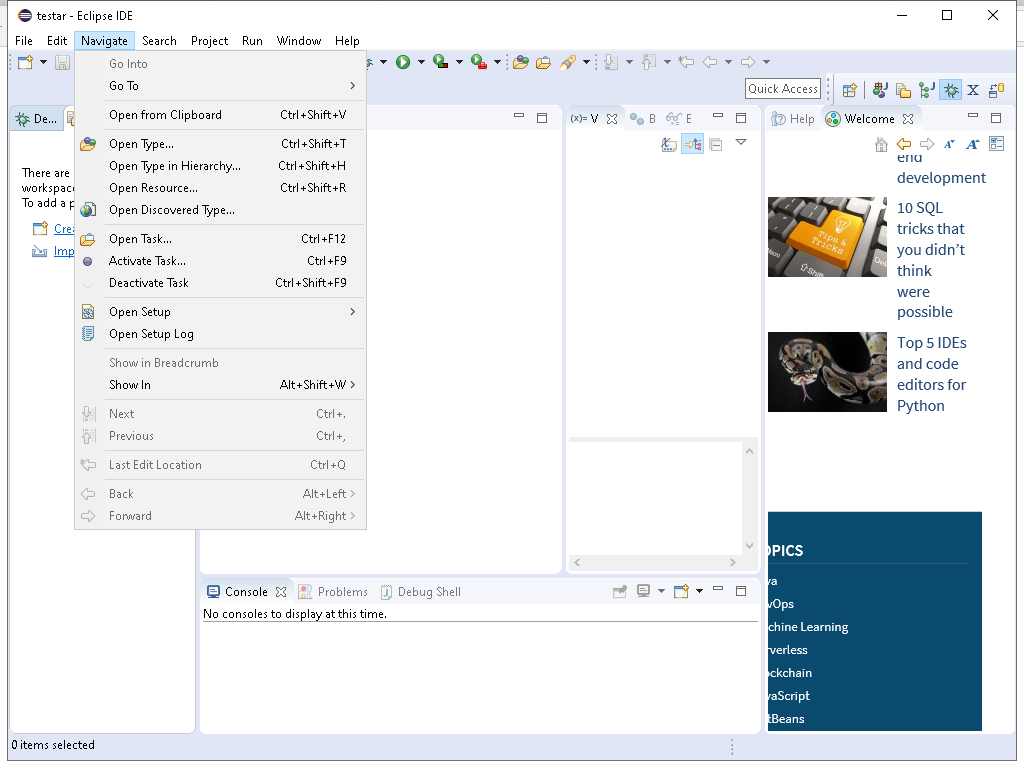 testar - Eclipse IDE
File Edit Navigate Search Project Run Window Help
Quick Access
Go Into
Go To
Open from Clipboard Ctrl+Shift+V
Open Type... Ctrl+Shift+T
Open Type in Hierarchy... Ctrl+Shift+H
Open Resource... Ctrl+Shift+R
Open Discovered Type...
Open Task... Ctrl+F12
Activate Task... Ctrl+F9
Deactivate Task Ctrl+Shift+F9
Open Setup
Open Setup Log
Show in Breadcrumb
Show In Alt+Shift+W
Next Ctrl+.
Previous Ctrl+,
Last Edit Location Ctrl+Q
Back Alt+Left
Forward Alt+Right
De...
There are
workspac
To add a p
Crea
Imp
(x)= V
B
E
Help Welcome
end
development
10 SQL
tricks that
you didn't
think
were
possible
Tips &
Tricks
Shift
Top 5 IDEs
and code
editors for
Python
OPICS
va
vOps
chine Learning
rverless
ockchain
vaScript
tBeans
Console Problems Debug Shell
No consoles to display at this time.
0 items selected